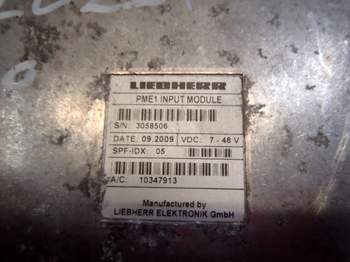 LIEBHERR
PME1 INPUT MODULE
S/N: 3058506
DATE: 09.2009 VDC: 7 - 48 V
SPF-IDX: 05
A/C: 10347913
Manufactured by
LIEBHERR ELEKTRONIK GmbH